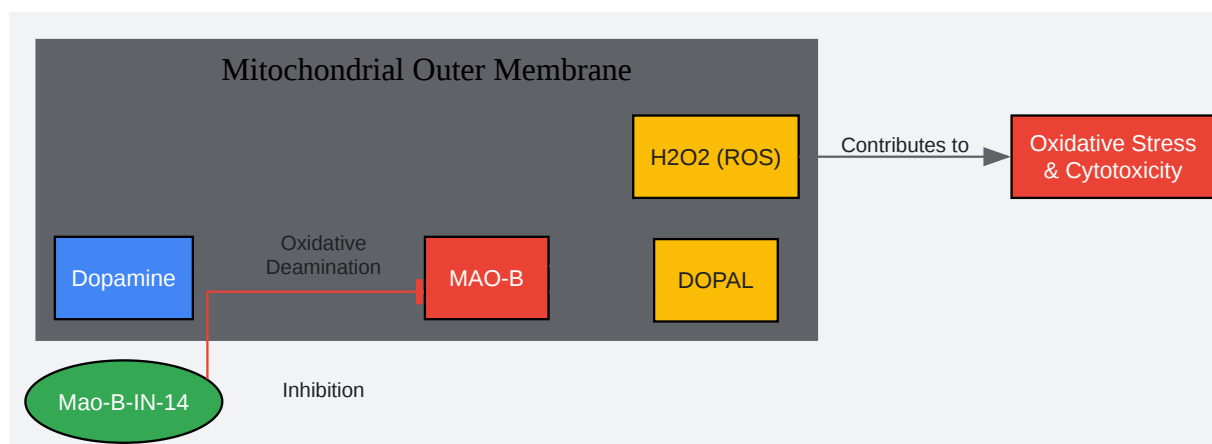 Mitochondrial Outer Membrane
H2O2 (ROS)
Contributes to
Oxidative Stress
& Cytotoxicity
Dopamine
Oxidative
Deamination
MAO-B
DOPAL
Mao-B-IN-14
Inhibition